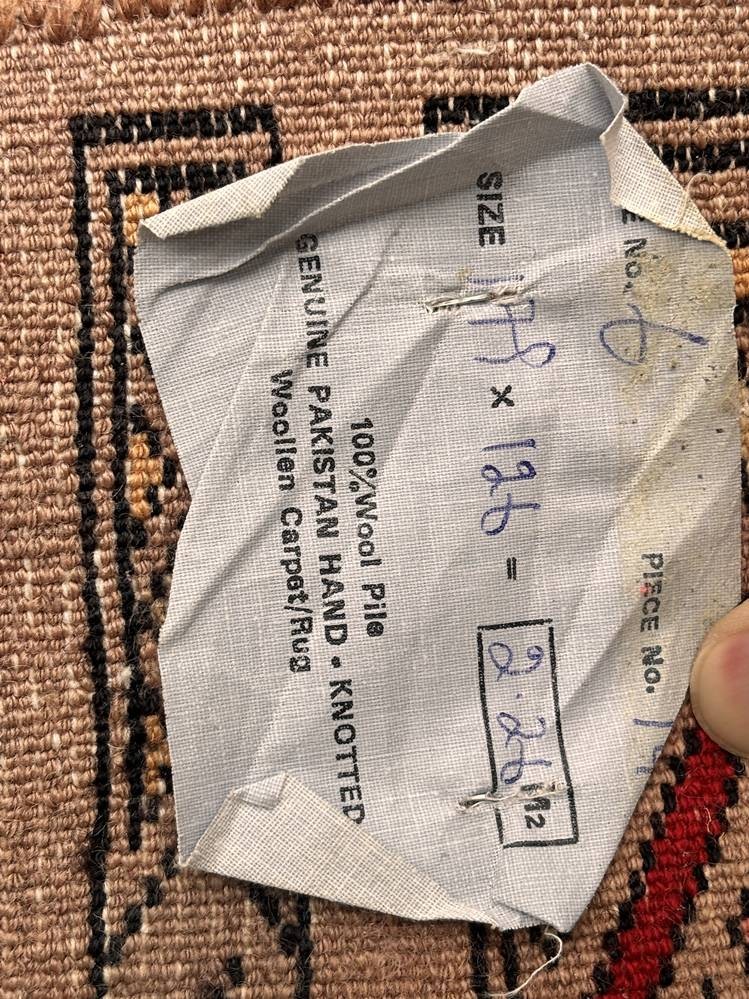 No. 6 PIECE No. 14
SIZE 179 x 126 = 2.26 M2
100% Wool Pile
GENUINE PAKISTAN HAND • KNOTTED
Woollen Carpet/Rug